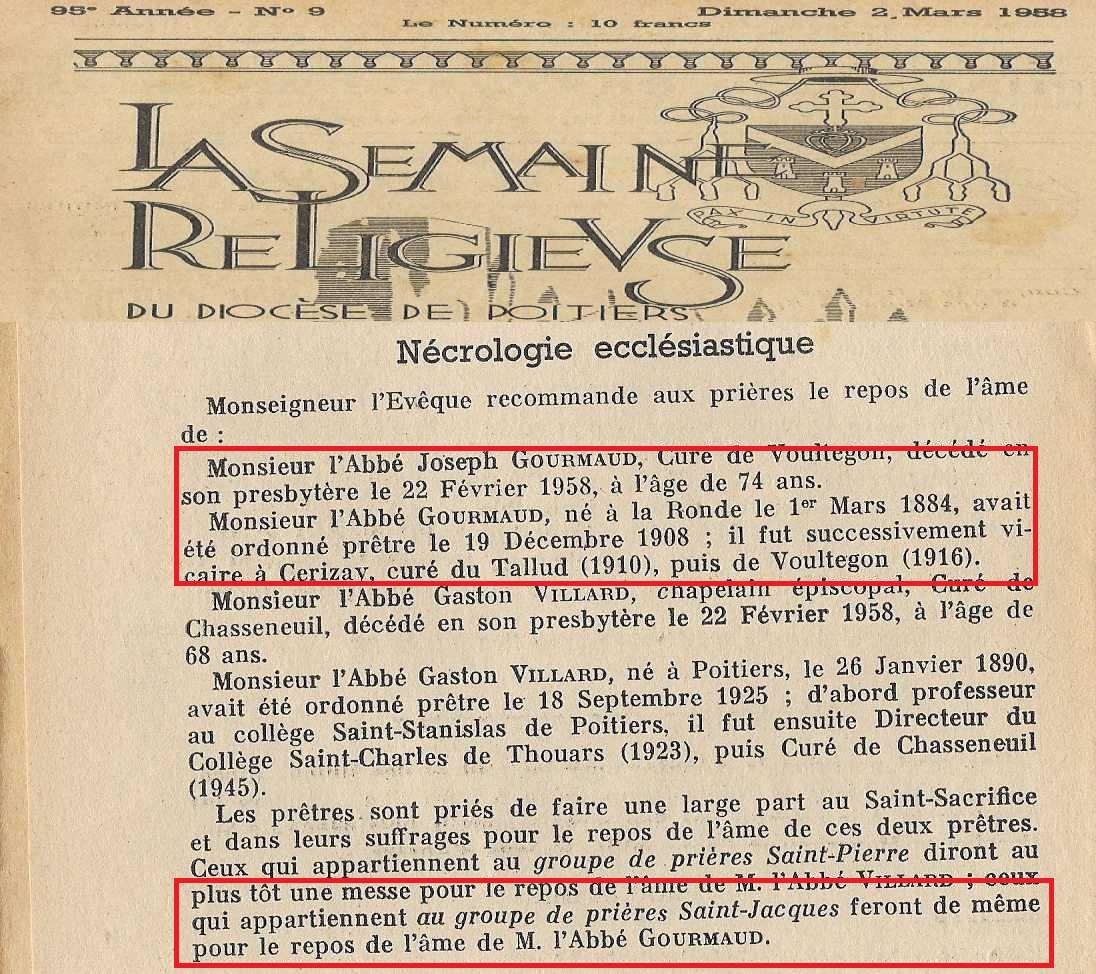 95e Année - No 9
Dimanche 2 Mars 1958
Le Numéro : 10 francs
LA SEMAINE
RELIGIEVSE
PAX IN VIRTUTE
DU DIOCÈSE DE POITIERS
Nécrologie ecclésiastique
Monseigneur l'Evêque recommande aux prières le repos de l'âme
de :
Monsieur l'Abbé Joseph GOURMAUD, Curé de Voultegon, décédé en
son presbytère le 22 Février 1958, à l'âge de 74 ans.
Monsieur l'Abbé GOURMAUD, né à la Ronde le 1er Mars 1884, avait
été ordonné prêtre le 19 Décembre 1908 ; il fut successivement vi-
caire à Cerizay, curé du Tallud (1910), puis de Voultegon (1916).
Monsieur l'Abbé Gaston VILLARD, chapelain épiscopal, Curé de
Chasseneuil, décédé en son presbytère le 22 Février 1958, à l'âge de
68 ans.
Monsieur l'Abbé Gaston VILLARD, né à Poitiers, le 26 Janvier 1890,
avait été ordonné prêtre le 18 Septembre 1925 ; d'abord professeur
au collège Saint-Stanislas de Poitiers, il fut ensuite Directeur du
Collège Saint-Charles de Thouars (1923), puis Curé de Chasseneuil
(1945).
Les prêtres sont priés de faire une large part au Saint-Sacrifice
et dans leurs suffrages pour le repos de l'âme de ces deux prêtres.
Ceux qui appartiennent au groupe de prières Saint-Pierre diront au
plus tôt une messe pour le repos de l'âme de M. l'Abbé VILLARD ; ceux
qui appartiennent au groupe de prières Saint-Jacques feront de même
pour le repos de l'âme de M. l'Abbé GOURMAUD.